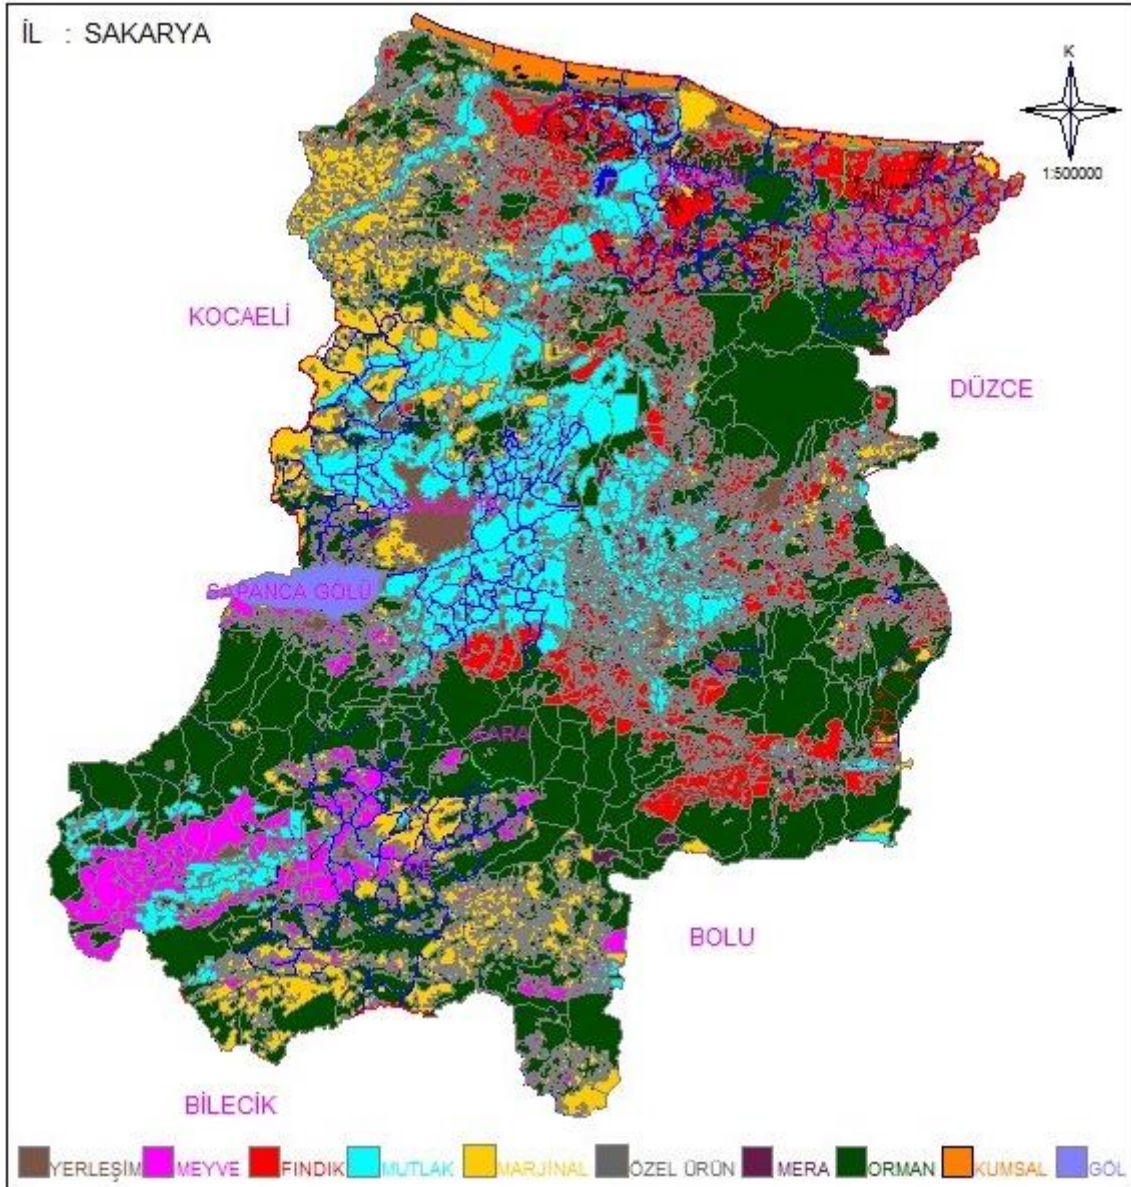 İL : SAKARYA
K
1:500000
KOCAELİ
DÜZCE
SAPANCA GÖLÜ
BOLU
BİLECİK
YERLEŞİM MEYVE FINDIK MUTLAK MARJİNAL ÖZEL ÜRÜN MERA ORMAN KUMSAL GÖL